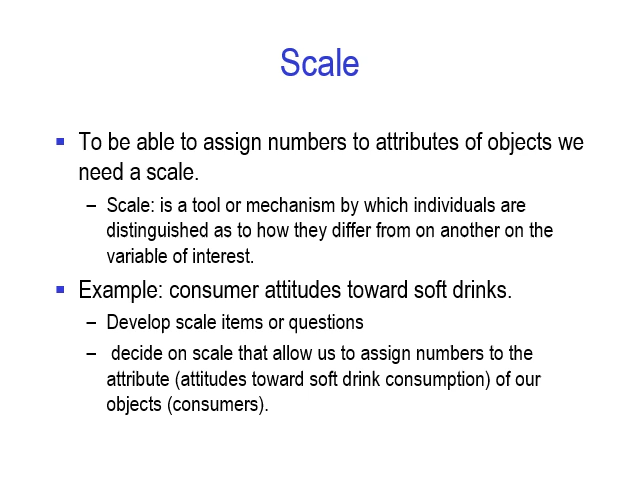 Scale
▪ To be able to assign numbers to attributes of objects we
need a scale.
– Scale: is a tool or mechanism by which individuals are
distinguished as to how they differ from on another on the
variable of interest.
▪ Example: consumer attitudes toward soft drinks.
– Develop scale items or questions
– decide on scale that allow us to assign numbers to the
attribute (attitudes toward soft drink consumption) of our
objects (consumers).